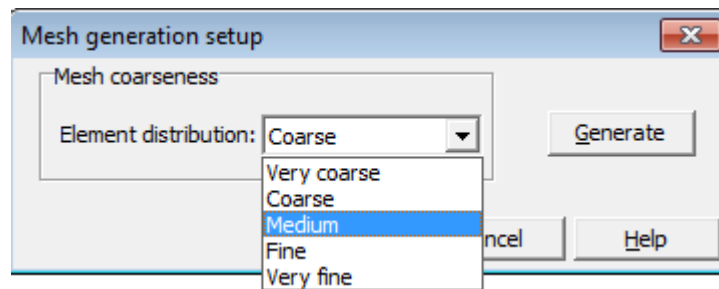 Mesh generation setup
Mesh coarseness
Element distribution: Coarse
Generate
Very coarse
Coarse
Medium
Fine
Very fine
ncel
Help